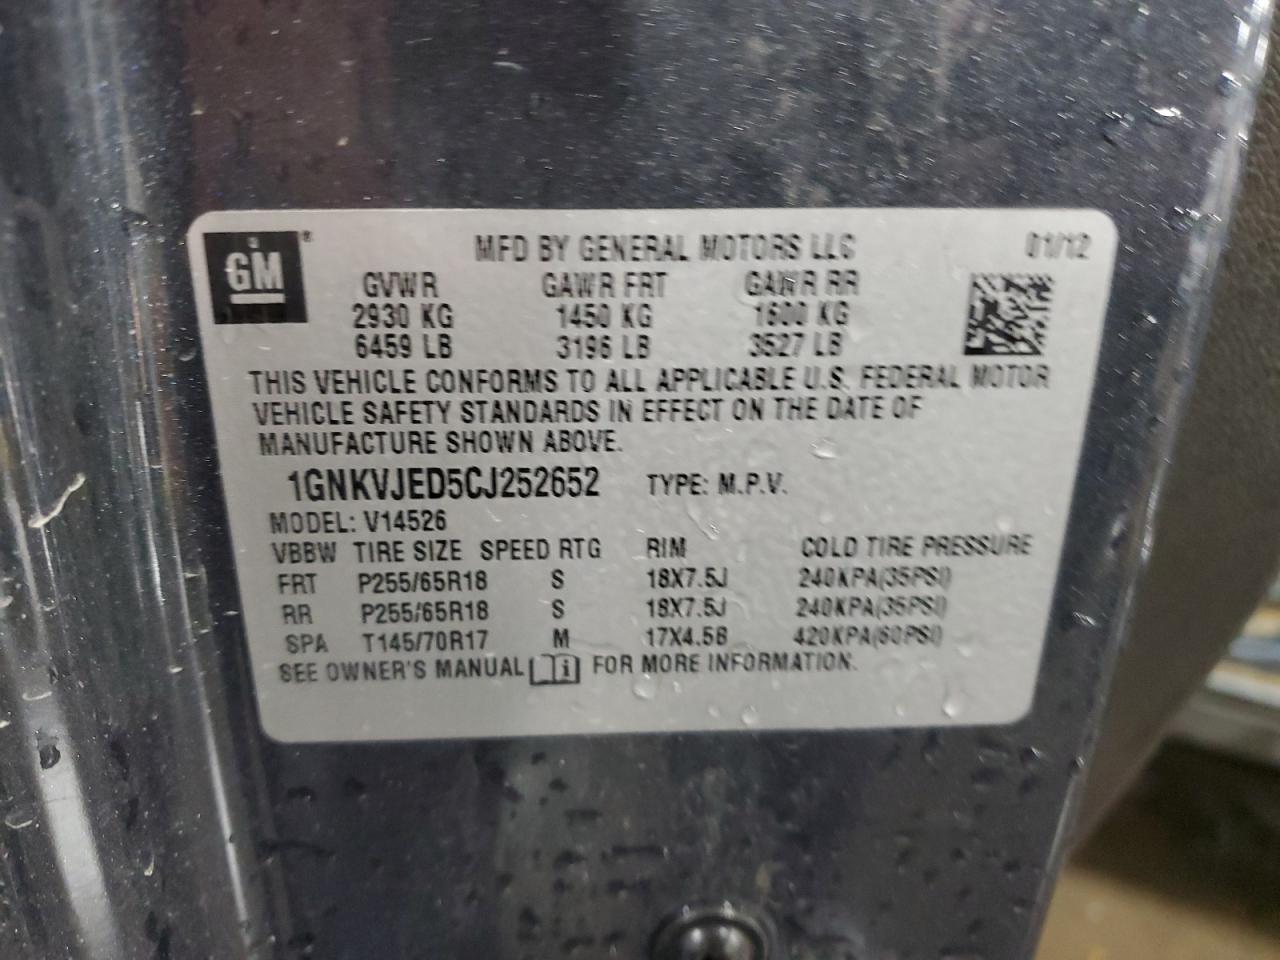 GM® MFD BY GENERAL MOTORS LLC 01/12
GVWR GAWR FRT GAWR RR
2930 KG 1450 KG 1600 KG
6459 LB 3196 LB 3527 LB
THIS VEHICLE CONFORMS TO ALL APPLICABLE U.S. FEDERAL MOTOR
VEHICLE SAFETY STANDARDS IN EFFECT ON THE DATE OF
MANUFACTURE SHOWN ABOVE.
1GNKVJED5CJ252652 TYPE: M.P.V.
MODEL: V14526
VBBW TIRE SIZE SPEED RTG RIM COLD TIRE PRESSURE
FRT P255/65R18 S 18X7.5J 240KPA(35PSI)
RR P255/65R18 S 18X7.5J 240KPA(35PSI)
SPA T145/70R17 M 17X4.5B 420KPA(60PSI)
SEE OWNER'S MANUAL FOR MORE INFORMATION.